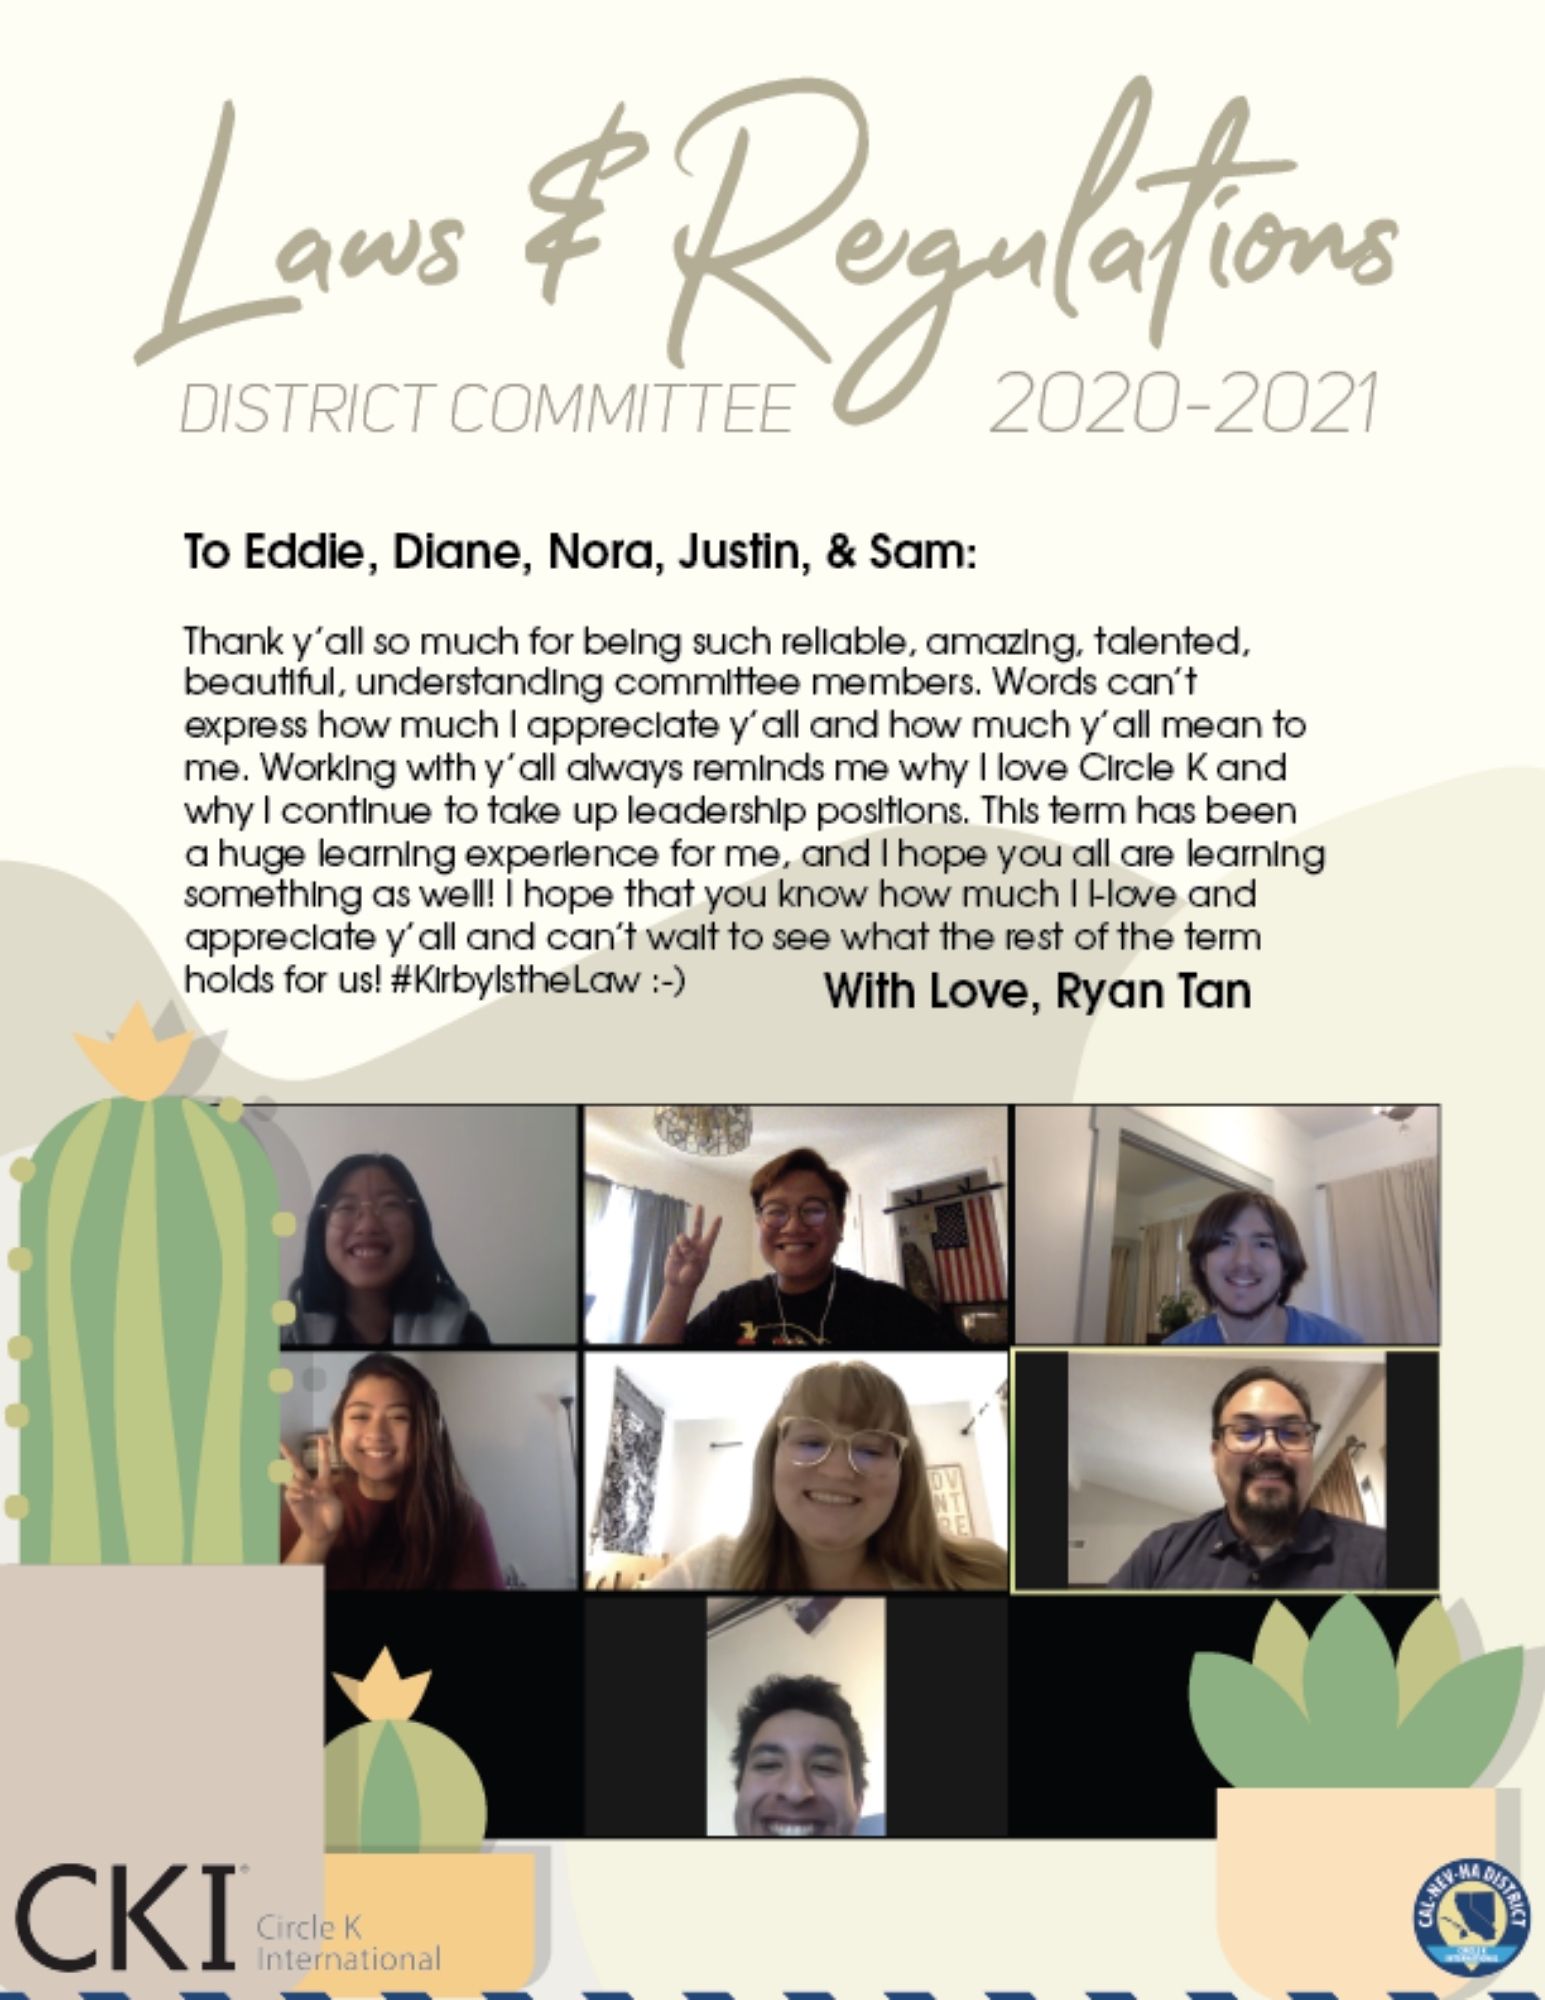 Laws & Regulations
DISTRICT COMMITTEE 2020-2021
To Eddie, Diane, Nora, Justin, & Sam:
Thank y'all so much for being such reliable, amazing, talented,
beautiful, understanding committee members. Words can't
express how much I appreciate y'all and how much y'all mean to
me. Working with y'all always reminds me why I love Circle K and
why I continue to take up leadership positions. This term has been
a huge learning experience for me, and I hope you all are learning
something as well! I hope that you know how much I l-love and
appreciate y'all and can't wait to see what the rest of the term
holds for us! #KirbyIstheLaw :-)
With Love, Ryan Tan
DV
NT
RE
CKI®
Circle K
International
CAL-NEV-HA DISTRICT
CIRCLE K
INTERNATIONAL